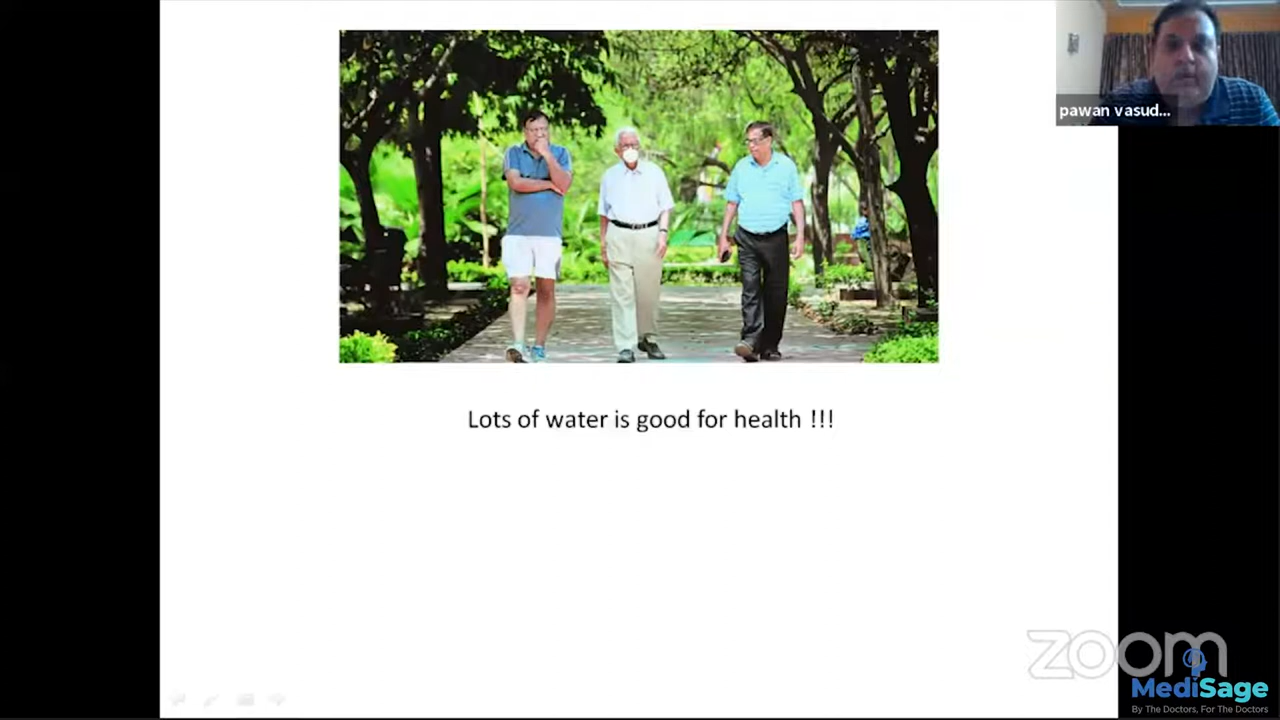 pawan vasud...
Lots of water is good for health !!!
zoom
MediSage
By The Doctors, For The Doctors